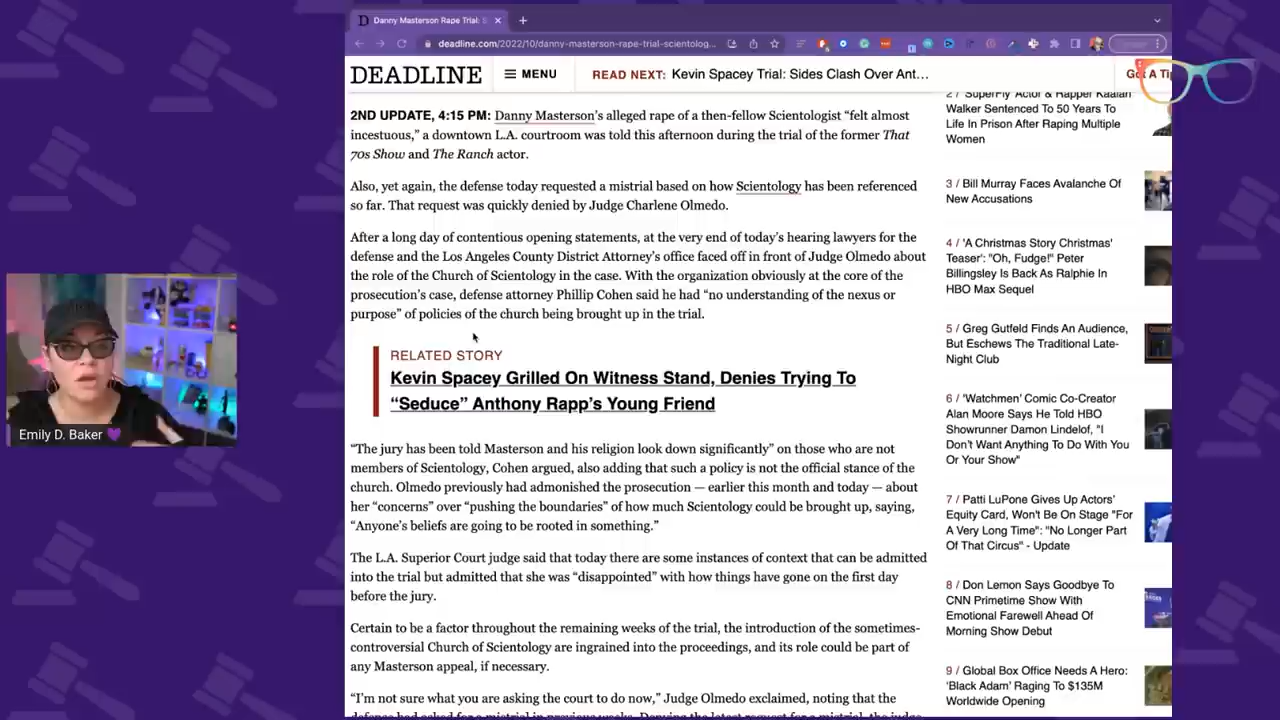 Danny Masterson Rape Trial:
deadline.com/2022/10/danny-masterson-rape-trial-scientolog...
DEADLINE
MENU
READ NEXT: Kevin Spacey Trial: Sides Clash Over Ant…
2ND UPDATE, 4:15 PM: Danny Masterson's alleged rape of a then-fellow Scientologist “felt almost
incestuous,” a downtown L.A. courtroom was told this afternoon during the trial of the former That
70s Show and The Ranch actor.
Also, yet again, the defense today requested a mistrial based on how Scientology has been referenced
so far. That request was quickly denied by Judge Charlene Olmedo.
After a long day of contentious opening statements, at the very end of today's hearing lawyers for the
defense and the Los Angeles County District Attorney's office faced off in front of Judge Olmedo about
the role of the Church of Scientology in the case. With the organization obviously at the core of the
prosecution's case, defense attorney Phillip Cohen said he had “no understanding of the nexus or
purpose” of policies of the church being brought up in the trial.
RELATED STORY
Kevin Spacey Grilled On Witness Stand, Denies Trying To
“Seduce” Anthony Rapp's Young Friend
“The jury has been told Masterson and his religion look down significantly” on those who are not
members of Scientology, Cohen argued, also adding that such a policy is not the official stance of the
church. Olmedo previously had admonished the prosecution — earlier this month and today — about
her “concerns” over “pushing the boundaries” of how much Scientology could be brought up, saying,
“Anyone's beliefs are going to be rooted in something.”
The L.A. Superior Court judge said that today there are some instances of context that can be admitted
into the trial but admitted that she was “disappointed” with how things have gone on the first day
before the jury.
Certain to be a factor throughout the remaining weeks of the trial, the introduction of the sometimes-
controversial Church of Scientology are ingrained into the proceedings, and its role could be part of
any Masterson appeal, if necessary.
“I'm not sure what you are asking the court to do now,” Judge Olmedo exclaimed, noting that the
2 / 'Superfly' Actor & Rapper Kaalan
Walker Sentenced To 50 Years To
Life In Prison After Raping Multiple
Women
3 / Bill Murray Faces Avalanche Of
New Accusations
4 / 'A Christmas Story Christmas'
Teaser': "Oh, Fudge!" Peter
Billingsley Is Back As Ralphie In
HBO Max Sequel
5 / Greg Gutfeld Finds An Audience,
But Eschews The Traditional Late-
Night Club
6 / 'Watchmen' Comic Co-Creator
Alan Moore Says He Told HBO
Showrunner Damon Lindelof, "I
Don't Want Anything To Do With You
Or Your Show"
7 / Patti LuPone Gives Up Actors'
Equity Card, Won't Be On Stage "For
A Very Long Time": "No Longer Part
Of That Circus" - Update
8 / Don Lemon Says Goodbye To
CNN Primetime Show With
Emotional Farewell Ahead Of
Morning Show Debut
9 / Global Box Office Needs A Hero:
'Black Adam' Raging To $135M
Worldwide Opening
Emily D. Baker